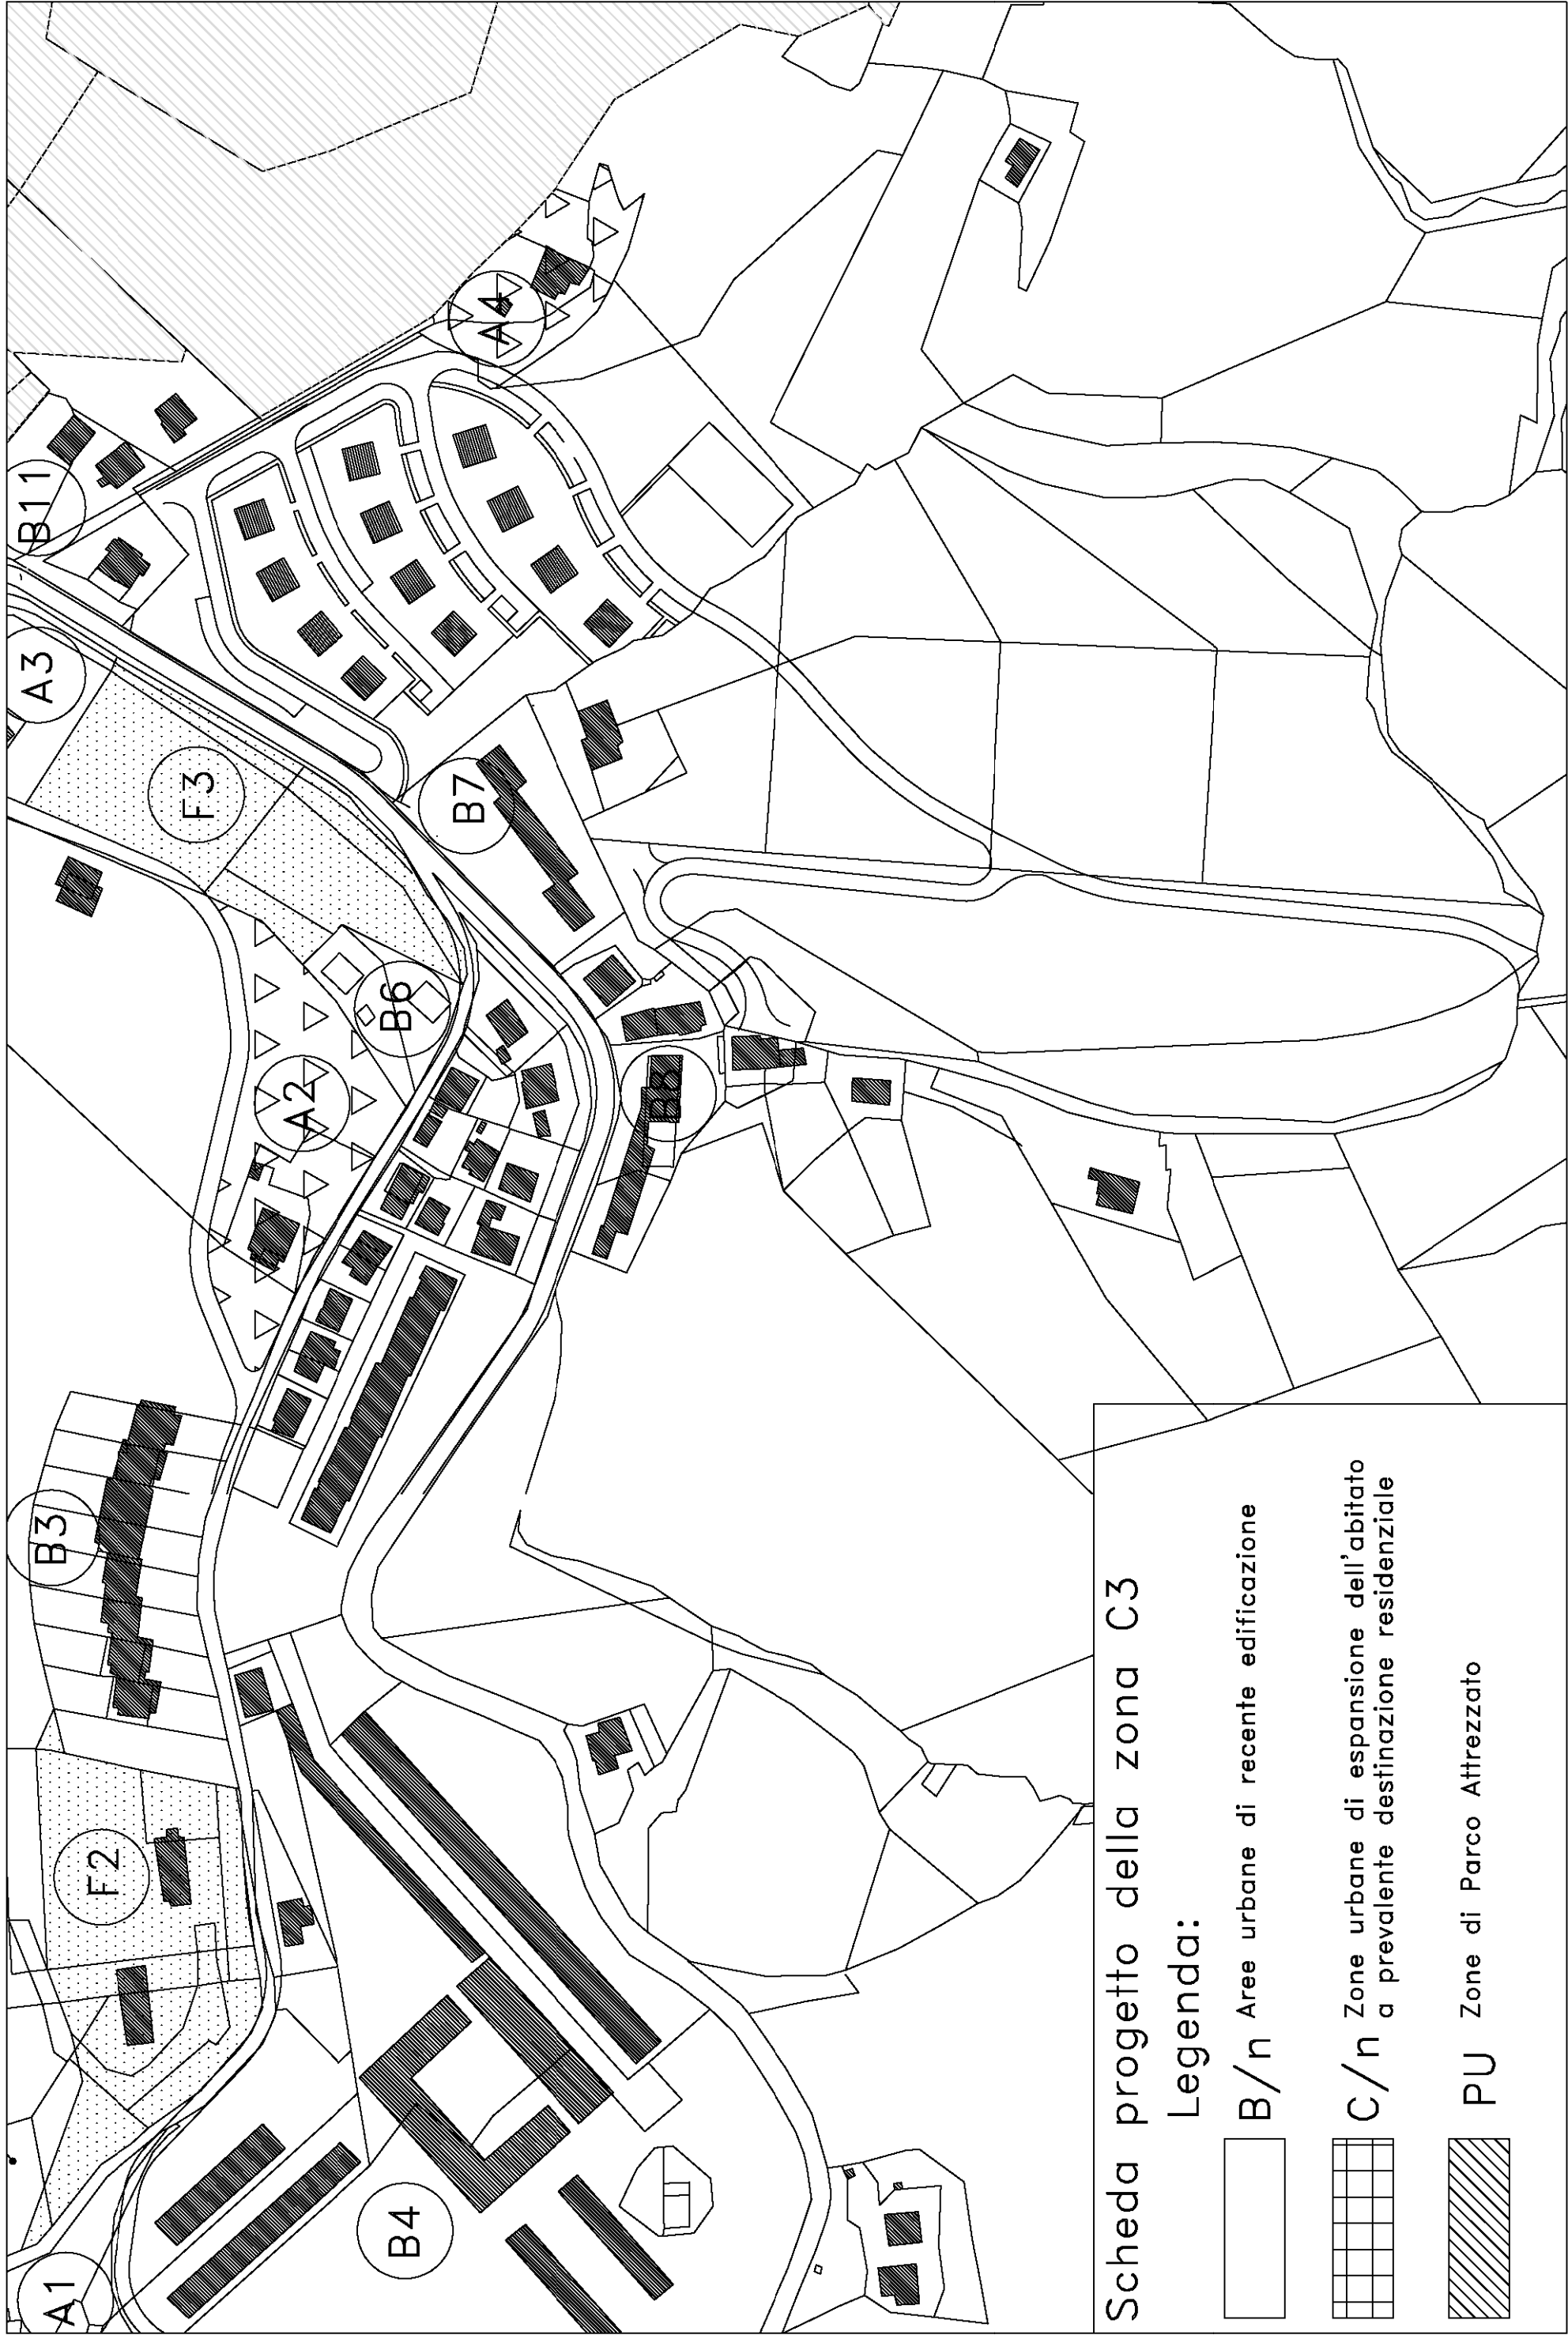 B11
A3
F3
A4
B7
B6
A2
B8
B3
F2
B4
A1
Scheda progetto della zona C3
Legenda:
B/n Aree urbane di recente edificazione
C/n Zone urbane di espansione dell'abitato
a prevalente destinazione residenziale
PU Zone di Parco Attrezzato